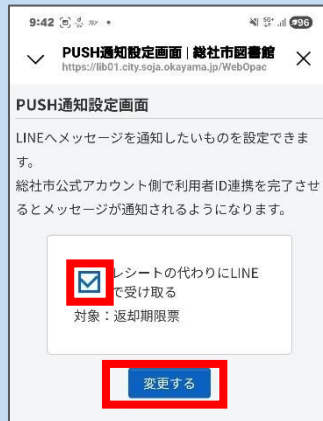 9:42
5G+
96
PUSH通知設定画面 | 総社市図書館
https://lib01.city.soja.okayama.jp/WebOpac
PUSH通知設定画面
LINEへメッセージを通知したいものを設定できま
す。
総社市公式アカウント側で利用者ID連携を完了させ
るとメッセージが通知されるようになります。
レシートの代わりにLINE
で受け取る
対象：返却期限票
変更する